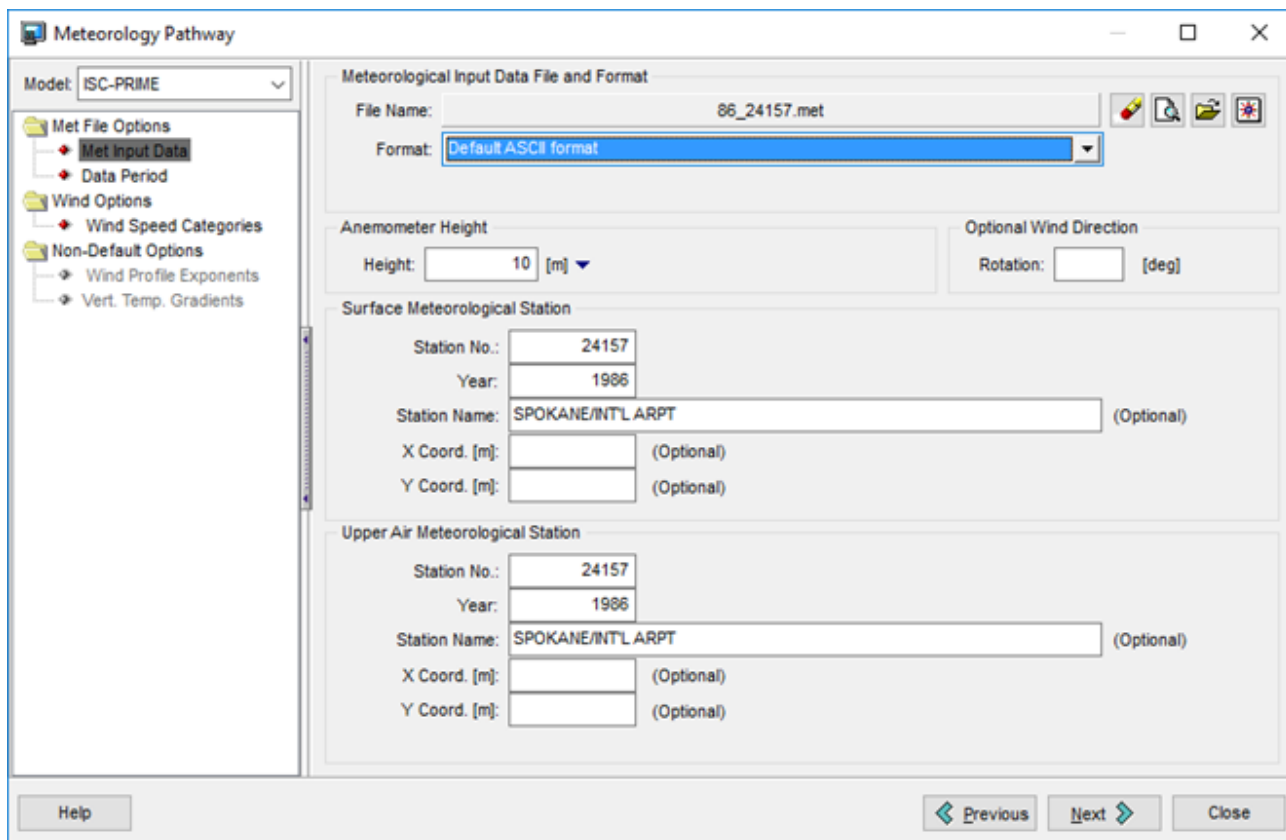 Meteorology Pathway
Model: ISC-PRIME
Met File Options
Met Input Data
Data Period
Wind Options
Wind Speed Categories
Non-Default Options
Wind Profile Exponents
Vert. Temp. Gradients
Meteorological Input Data File and Format
File Name: 86_24157.met
Format: Default ASCII format
Anemometer Height
Height: 10 [m]
Optional Wind Direction
Rotation: [deg]
Surface Meteorological Station
Station No.: 24157
Year: 1986
Station Name: SPOKANE/INT'L ARPT (Optional)
X Coord. [m]: (Optional)
Y Coord. [m]: (Optional)
Upper Air Meteorological Station
Station No.: 24157
Year: 1986
Station Name: SPOKANE/INT'L ARPT (Optional)
X Coord. [m]: (Optional)
Y Coord. [m]: (Optional)
Help Previous Next Close